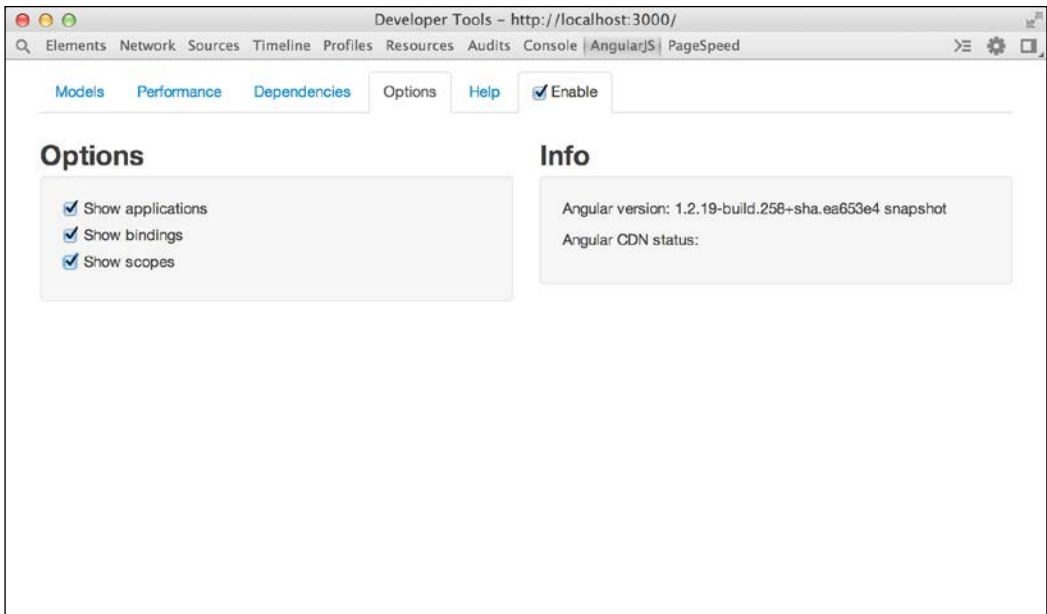 Developer Tools – http://localhost:3000/
Elements Network Sources Timeline Profiles Resources Audits Console AngularJS PageSpeed
Models Performance Dependencies Options Help Enable
Options
Show applications
Show bindings
Show scopes
Info
Angular version: 1.2.19-build.258+sha.ea653e4 snapshot
Angular CDN status: